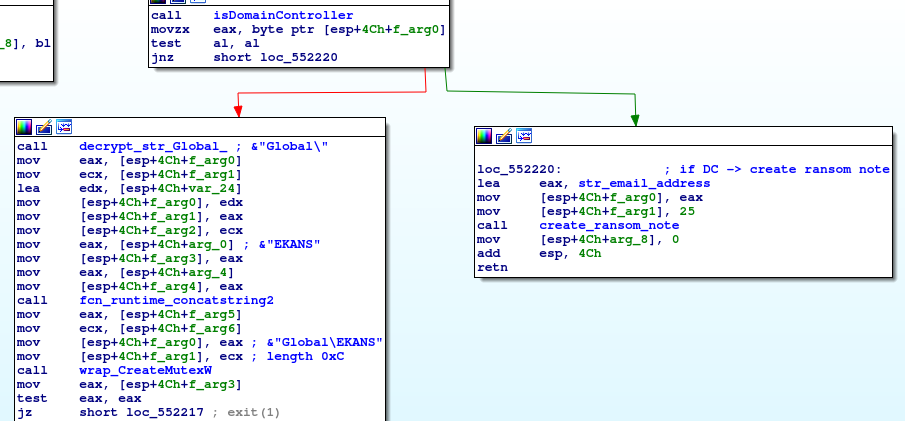 _8], bl
call isDomainController
movzx eax, byte ptr [esp+4Ch+f_arg0]
test al, al
jnz short loc_552220
call decrypt_str_Global_ ; &"Global\"
mov eax, [esp+4Ch+f_arg0]
mov ecx, [esp+4Ch+f_arg1]
lea edx, [esp+4Ch+var_24]
mov [esp+4Ch+f_arg0], edx
mov [esp+4Ch+f_arg1], eax
mov [esp+4Ch+f_arg2], ecx
mov eax, [esp+4Ch+arg_0] ; &"EKANS"
mov [esp+4Ch+f_arg3], eax
mov eax, [esp+4Ch+arg_4]
mov [esp+4Ch+f_arg4], eax
call fcn_runtime_concatstring2
mov eax, [esp+4Ch+f_arg5]
mov ecx, [esp+4Ch+f_arg6]
mov [esp+4Ch+f_arg0], eax ; &"Global\EKANS"
mov [esp+4Ch+f_arg1], ecx ; length 0xC
call wrap_CreateMutexW
mov eax, [esp+4Ch+f_arg3]
test eax, eax
jz short loc_552217 ; exit(1)
loc_552220: ; if DC -> create ransom note
lea eax, str_email_address
mov [esp+4Ch+f_arg0], eax
mov [esp+4Ch+f_arg1], 25
call create_ransom_note
mov [esp+4Ch+arg_8], 0
add esp, 4Ch
retn